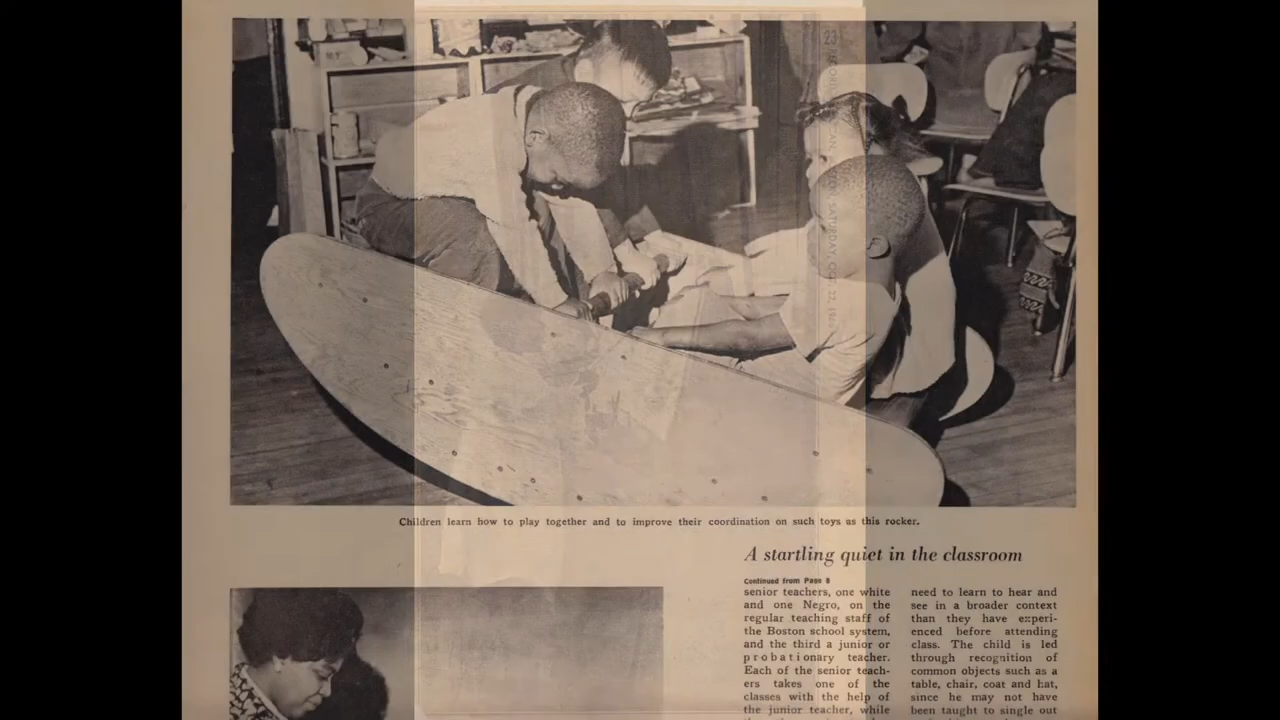 23
SATURDAY, OCT. 22, 196
Children learn how to play together and to improve their coordination on such toys as this rocker.
A startling quiet in the classroom
Continued from Page 8
senior teachers, one white
and one Negro, on the
regular teaching staff of
the Boston school system,
and the third a junior or
probationary teacher.
Each of the senior teach-
ers takes one of the
classes with the help of
the junior teacher, while
need to learn to hear and
see in a broader context
than they have experi-
enced before attending
class. The child is led
through recognition of
common objects such as a
table, chair, coat and hat,
since he may not have
been taught to single out